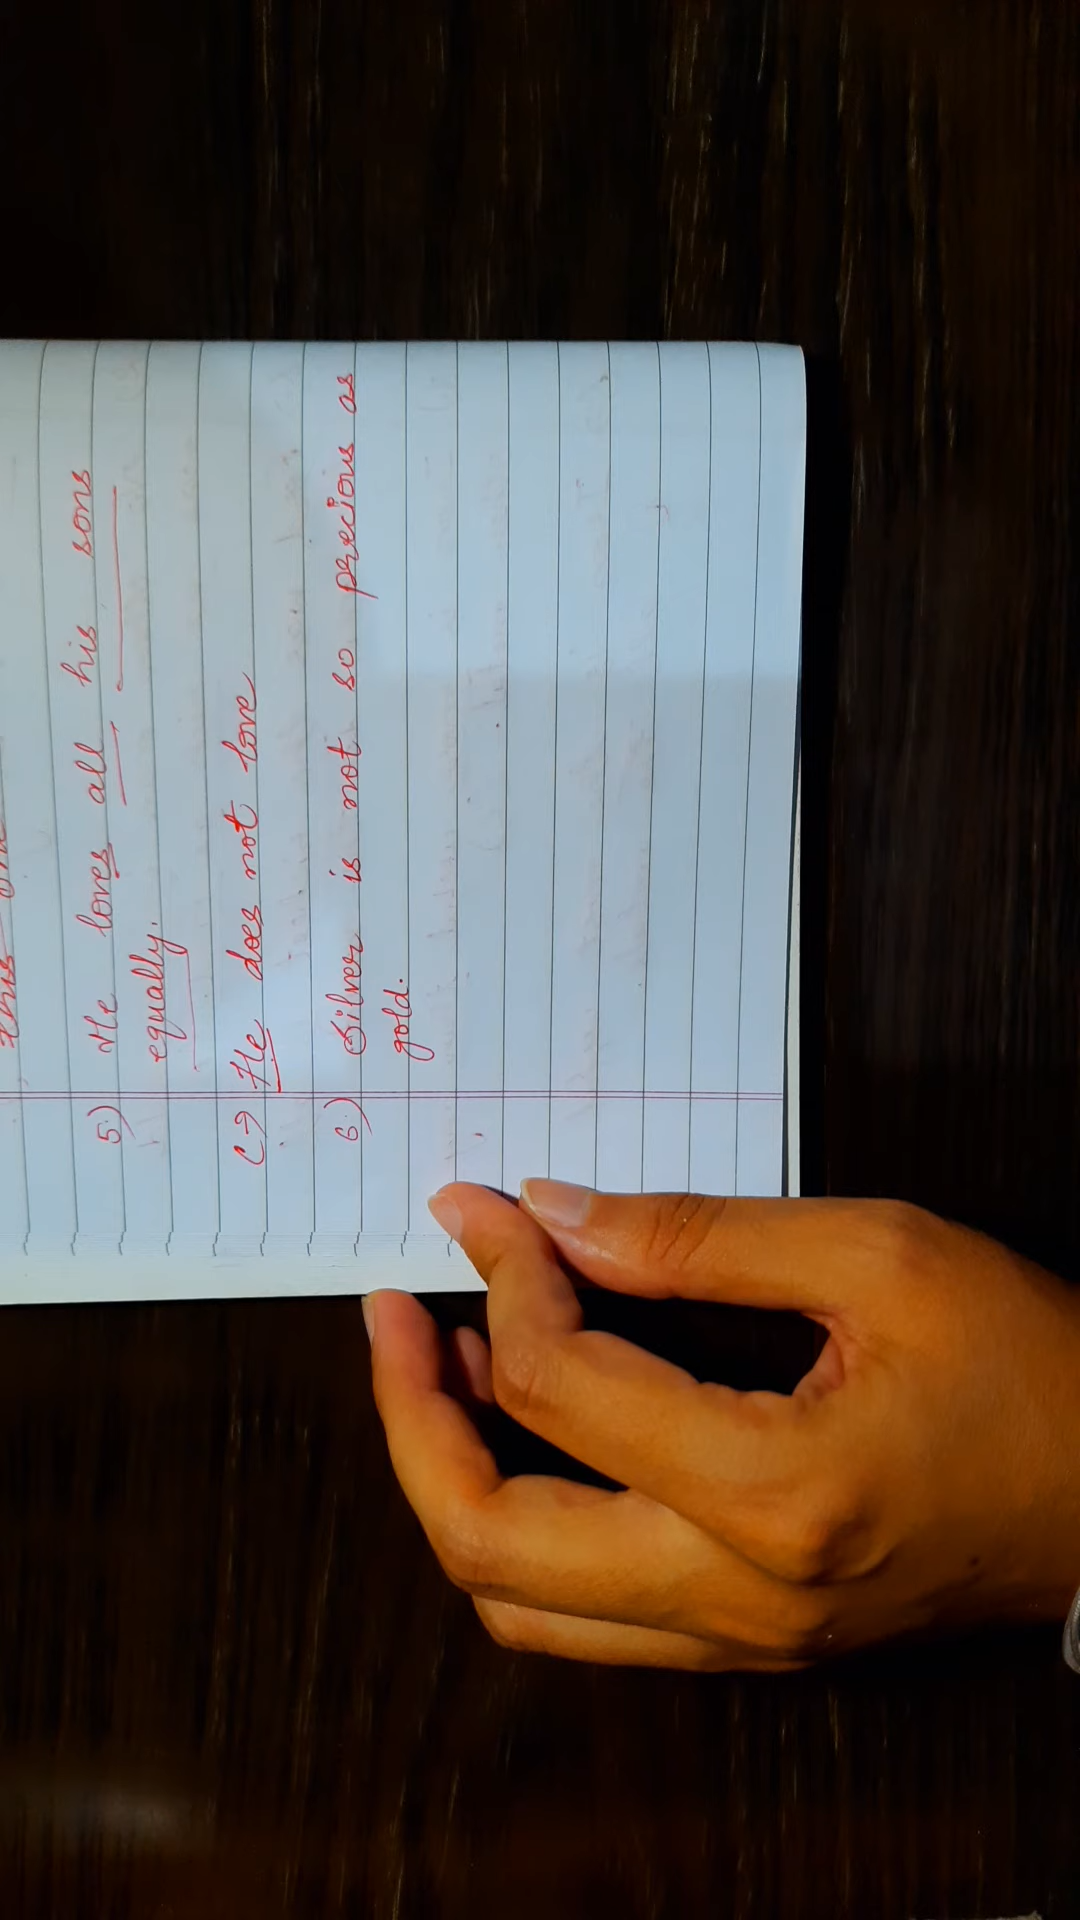 5.) He loves all his sons
equally.
C→ He does not love
6.) Silver is not so precious as
gold.